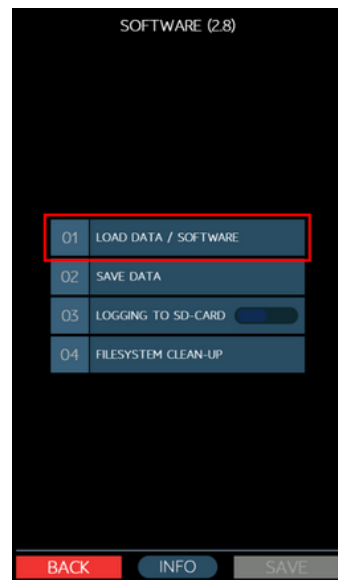 SOFTWARE (2.8)
01 LOAD DATA / SOFTWARE
02 SAVE DATA
03 LOGGING TO SD-CARD
04 FILESYSTEM CLEAN-UP
BACK INFO SAVE